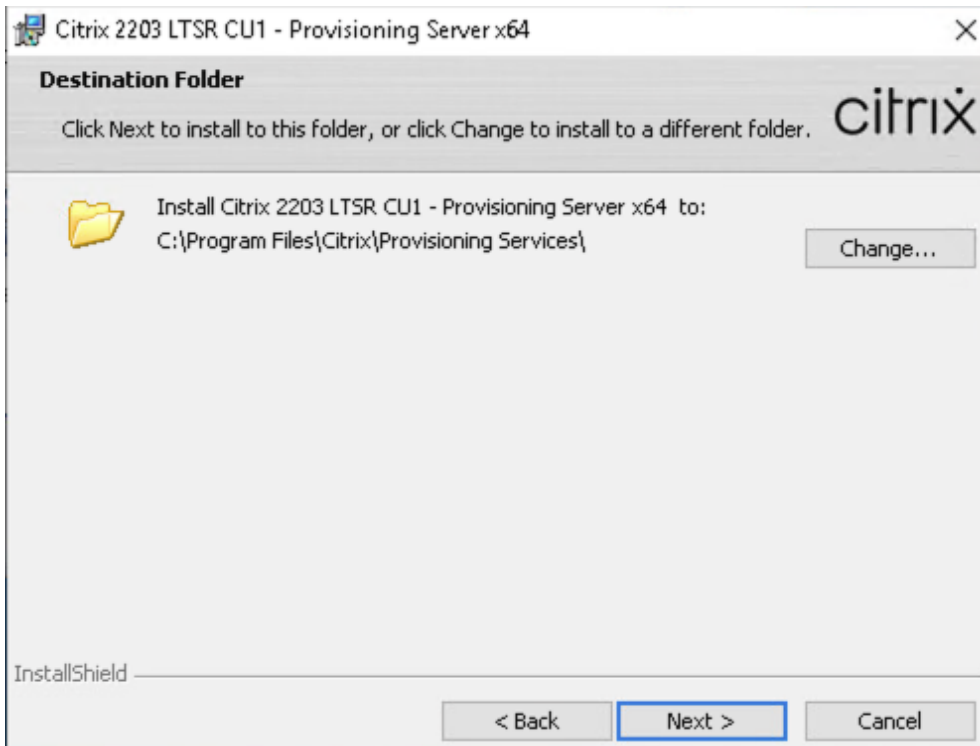 Citrix 2203 LTSR CU1 - Provisioning Server x64
Destination Folder
Click Next to install to this folder, or click Change to install to a different folder.
citrix
Install Citrix 2203 LTSR CU1 - Provisioning Server x64 to:
C:\Program Files\Citrix\Provisioning Services\
Change...
InstallShield
< Back
Next >
Cancel